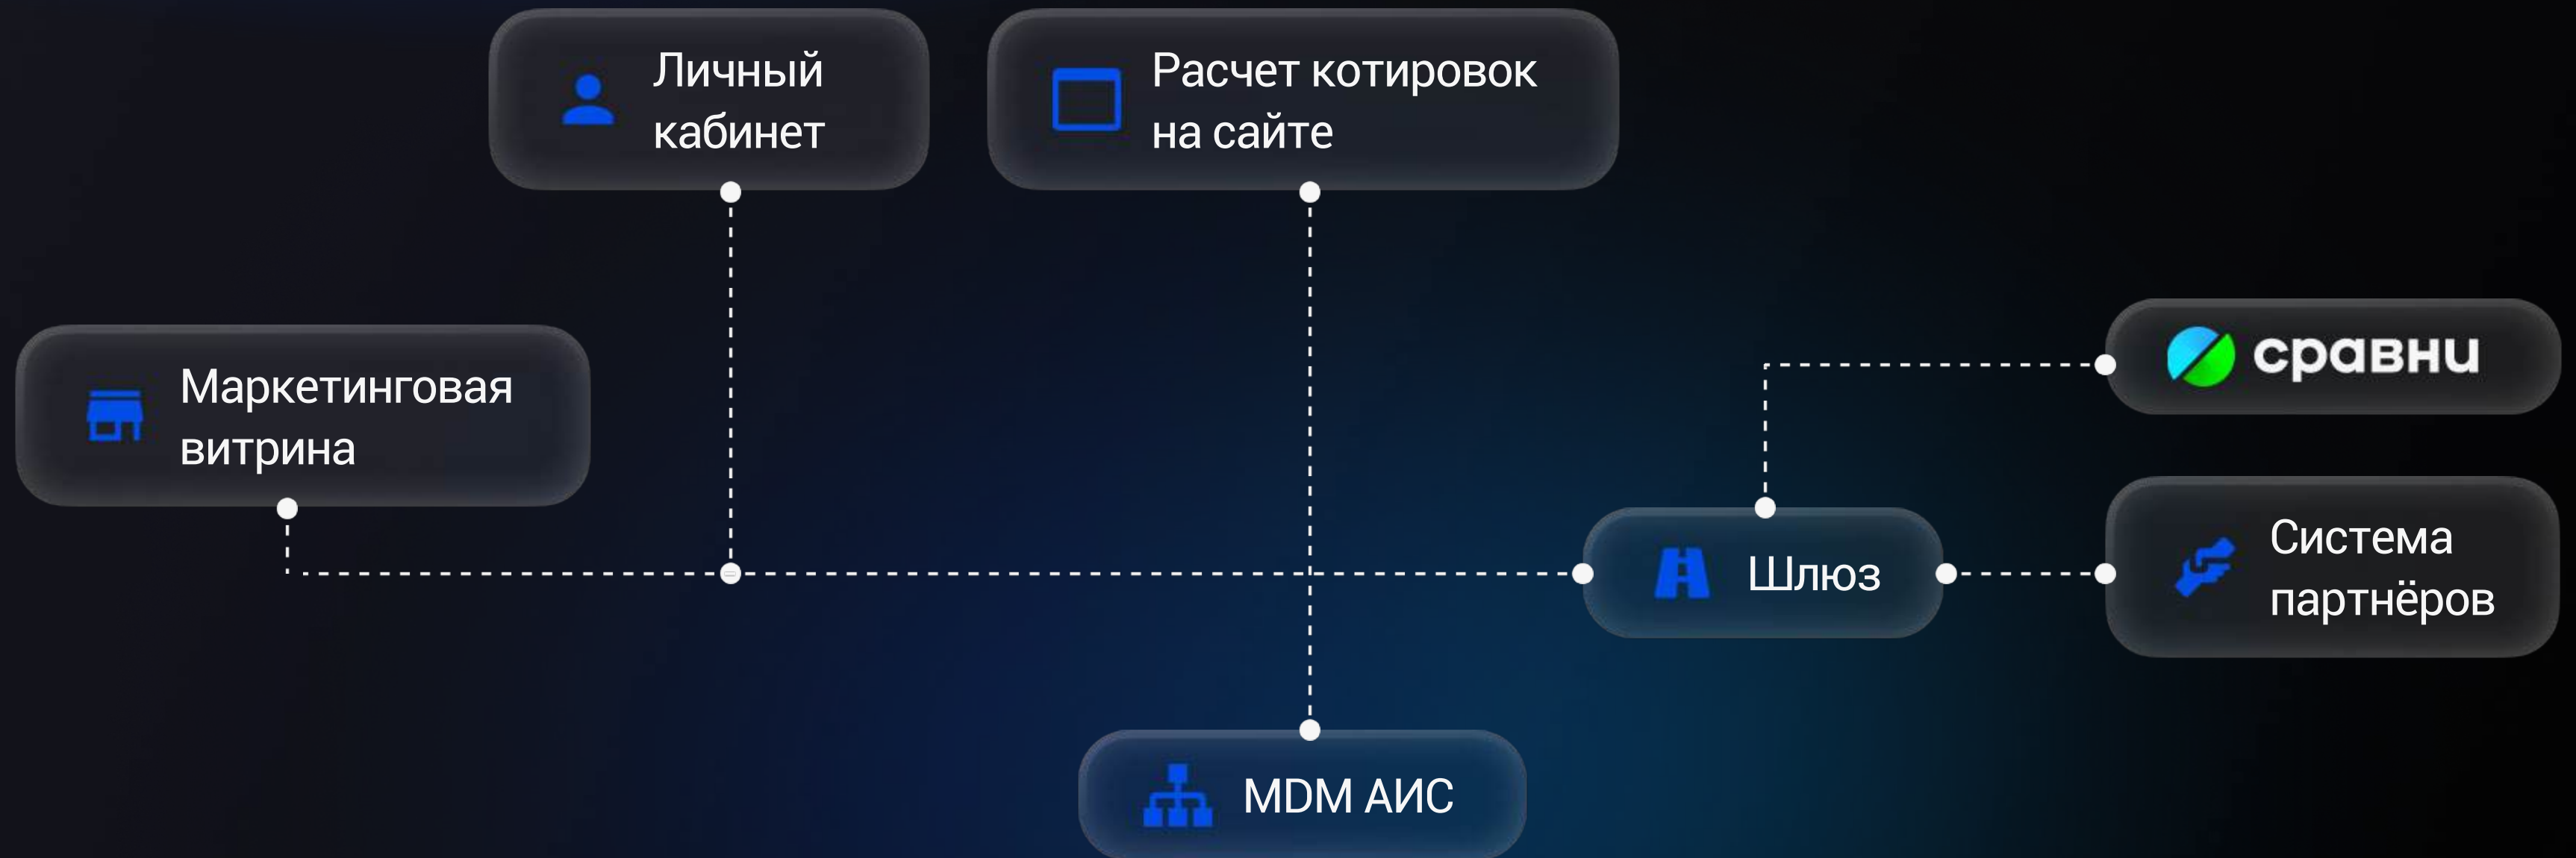 Личный
кабинет
Расчет котировок
на сайте
Маркетинговая
витрина
сравни
Шлюз
Система
партнёров
MDM АИС